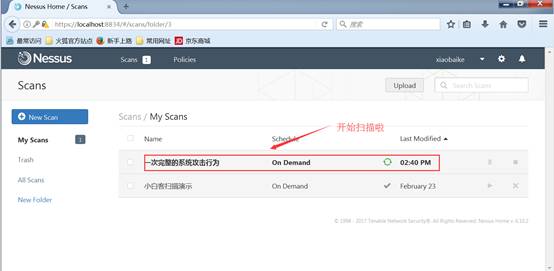 Nessus Home / Scans
https://localhost:8834/#/scans/folder/3
搜索
最常访问 火狐官方站点 新手上路 常用网址 JD 京东商城
Nessus Scans 1 Policies xiaobaike
Scans Upload Search Scans
New Scan
Scans / My Scans
My Scans 1
开始扫描啦
Name Schedule Last Modified
Trash
一次完整的系统攻击行为 On Demand 02:40 PM
All Scans
小白客扫描演示 On Demand February 23
New Folder
© 1998 - 2017 Tenable Network Security®. All Rights Reserved. Nessus Home v. 6.10.2